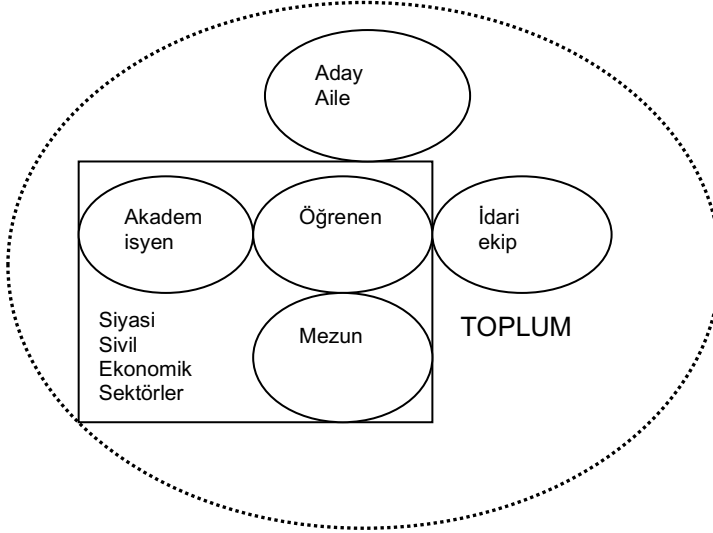 Aday
Aile
Akadem
isyen
Öğrenen
İdari
ekip
Siyasi
Sivil
Ekonomik
Sektörler
Mezun
TOPLUM